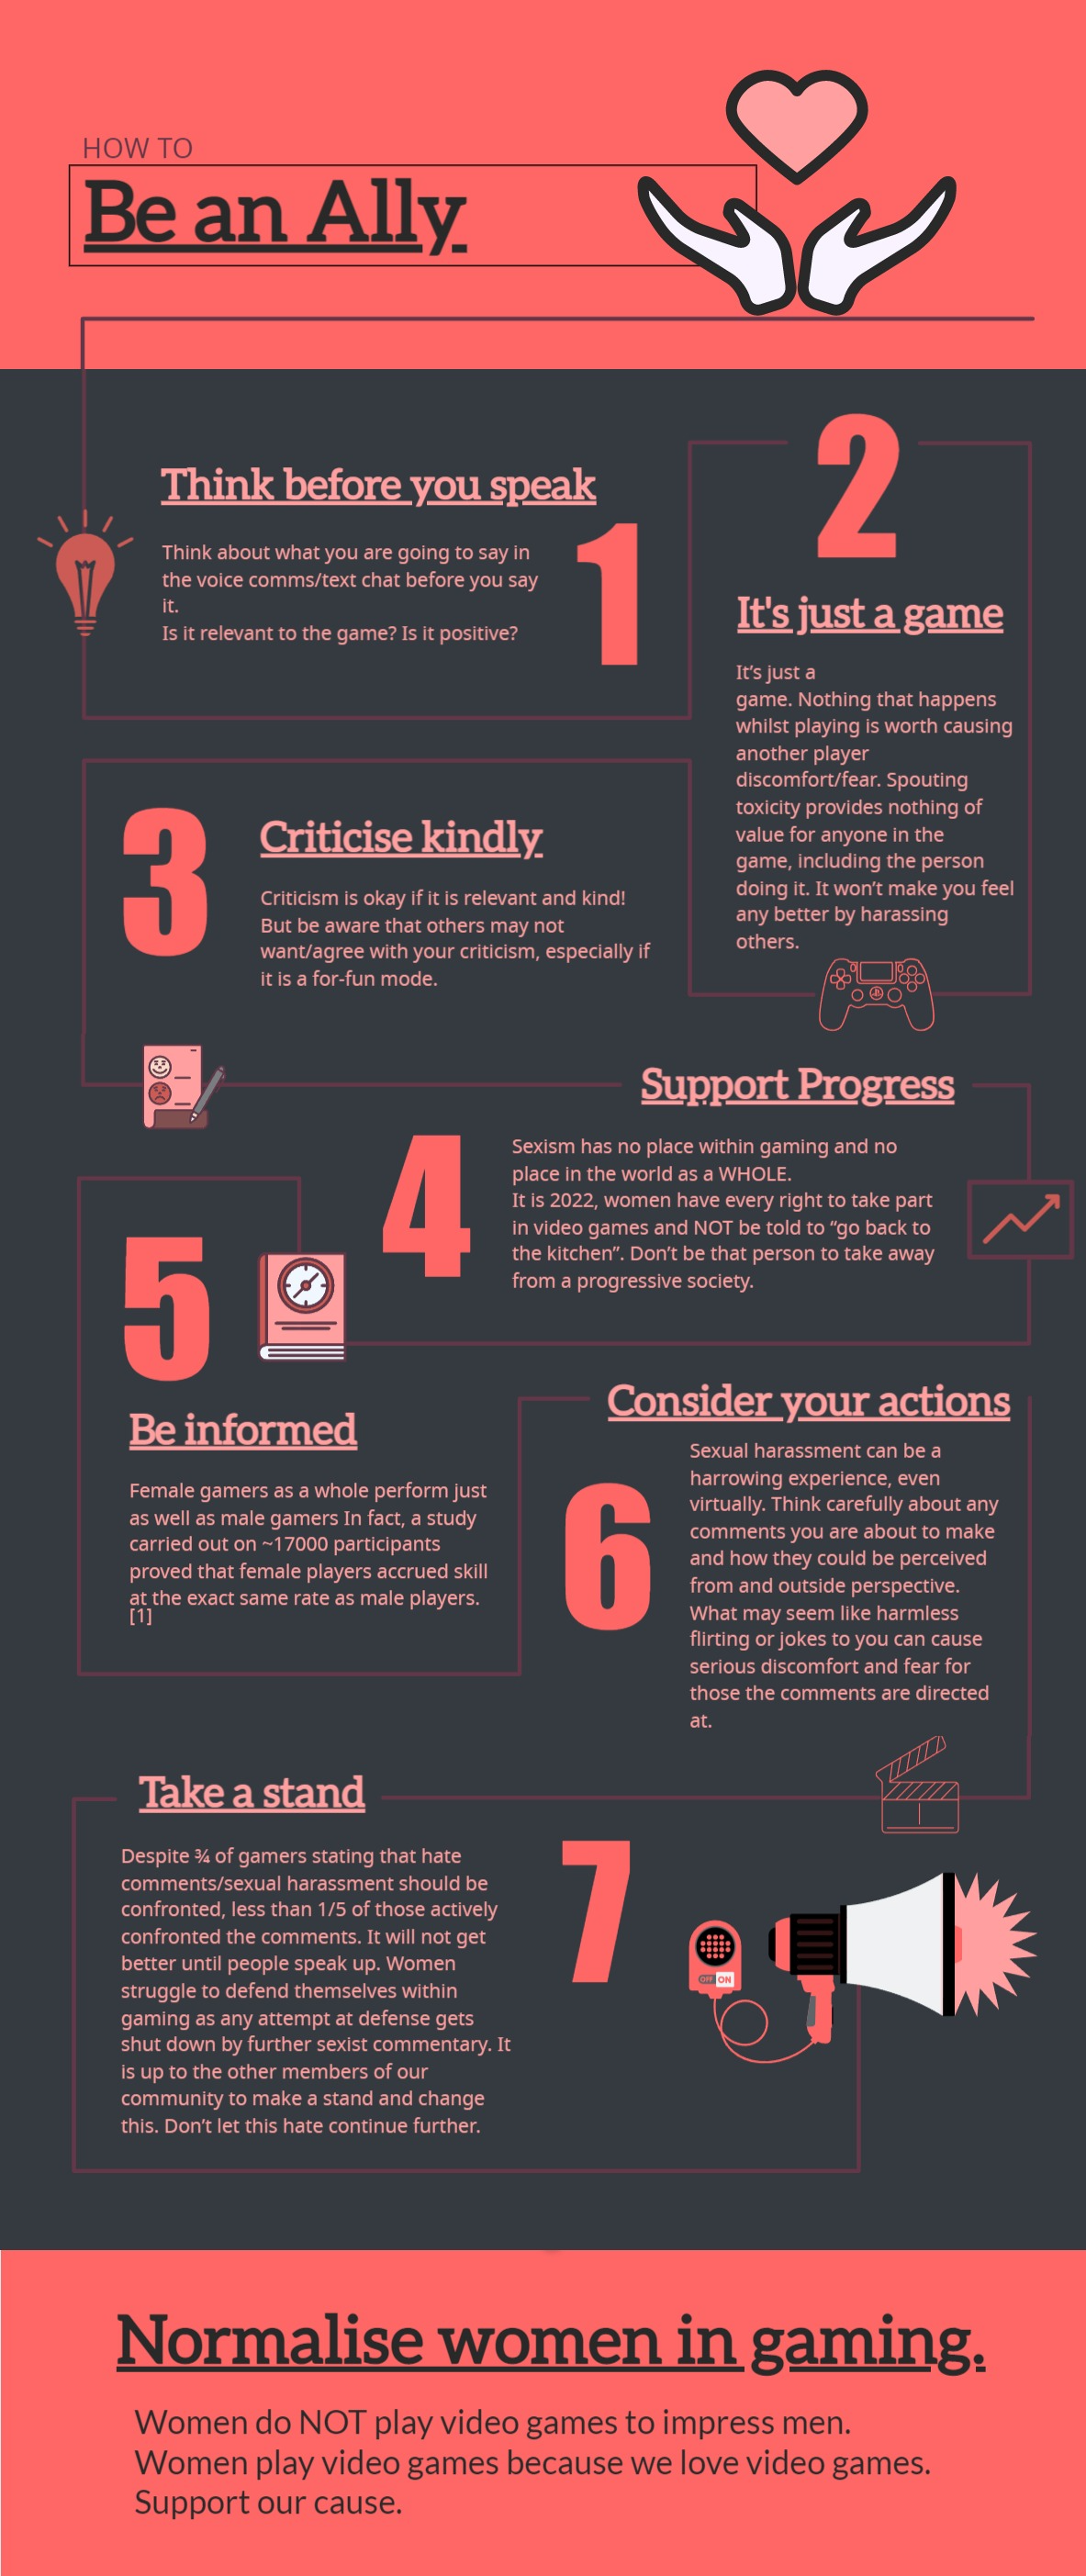 HOW TO
Be an Ally
Think before you speak
Think about what you are going to say in
the voice comms/text chat before you say
it.
Is it relevant to the game? Is it positive?
1
2
It's just a game
It’s just a
game. Nothing that happens
whilst playing is worth causing
another player
discomfort/fear. Spouting
toxicity provides nothing of
value for anyone in the
game, including the person
doing it. It won’t make you feel
any better by harassing
others.
3
Criticise kindly
Criticism is okay if it is relevant and kind!
But be aware that others may not
want/agree with your criticism, especially if
it is a for-fun mode.
Support Progress
4
Sexism has no place within gaming and no
place in the world as a WHOLE.
It is 2022, women have every right to take part
in video games and NOT be told to “go back to
the kitchen”. Don’t be that person to take away
from a progressive society.
5
Be informed
Female gamers as a whole perform just
as well as male gamers In fact, a study
carried out on ~17000 participants
proved that female players accrued skill
at the exact same rate as male players.
[1]
Consider your actions
6
Sexual harassment can be a
harrowing experience, even
virtually. Think carefully about any
comments you are about to make
and how they could be perceived
from and outside perspective.
What may seem like harmless
flirting or jokes to you can cause
serious discomfort and fear for
those the comments are directed
at.
Take a stand
Despite ¾ of gamers stating that hate
comments/sexual harassment should be
confronted, less than 1/5 of those actively
confronted the comments. It will not get
better until people speak up. Women
struggle to defend themselves within
gaming as any attempt at defense gets
shut down by further sexist commentary. It
is up to the other members of our
community to make a stand and change
this. Don’t let this hate continue further.
7
OFF ON
Normalise women in gaming.
Women do NOT play video games to impress men.
Women play video games because we love video games.
Support our cause.